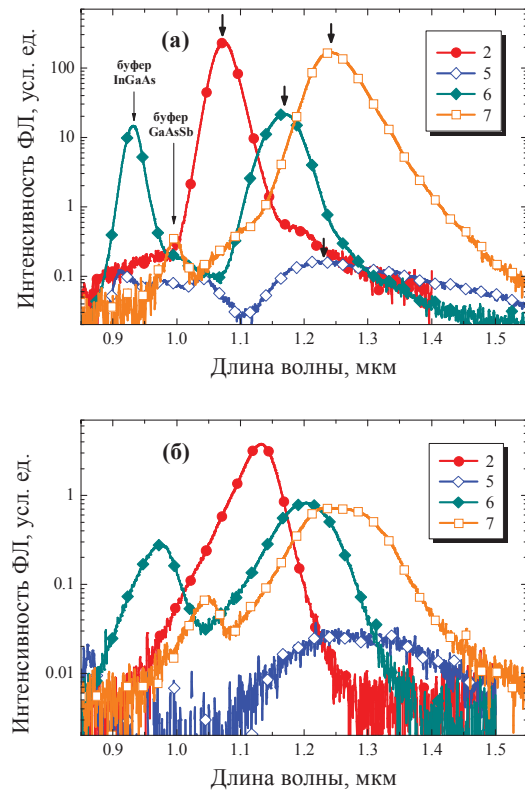 (а)
буфер
InGaAs
буфер
GaAsSb
2
5
6
7
100
10
1
0.1
Интенсивность ФЛ, усл. ед.
0.9 1.0 1.1 1.2 1.3 1.4 1.5
Длина волны, мкм
(б)
2
5
6
7
1
0.1
0.01
Интенсивность ФЛ, усл. ед.
0.9 1.0 1.1 1.2 1.3 1.4 1.5
Длина волны, мкм